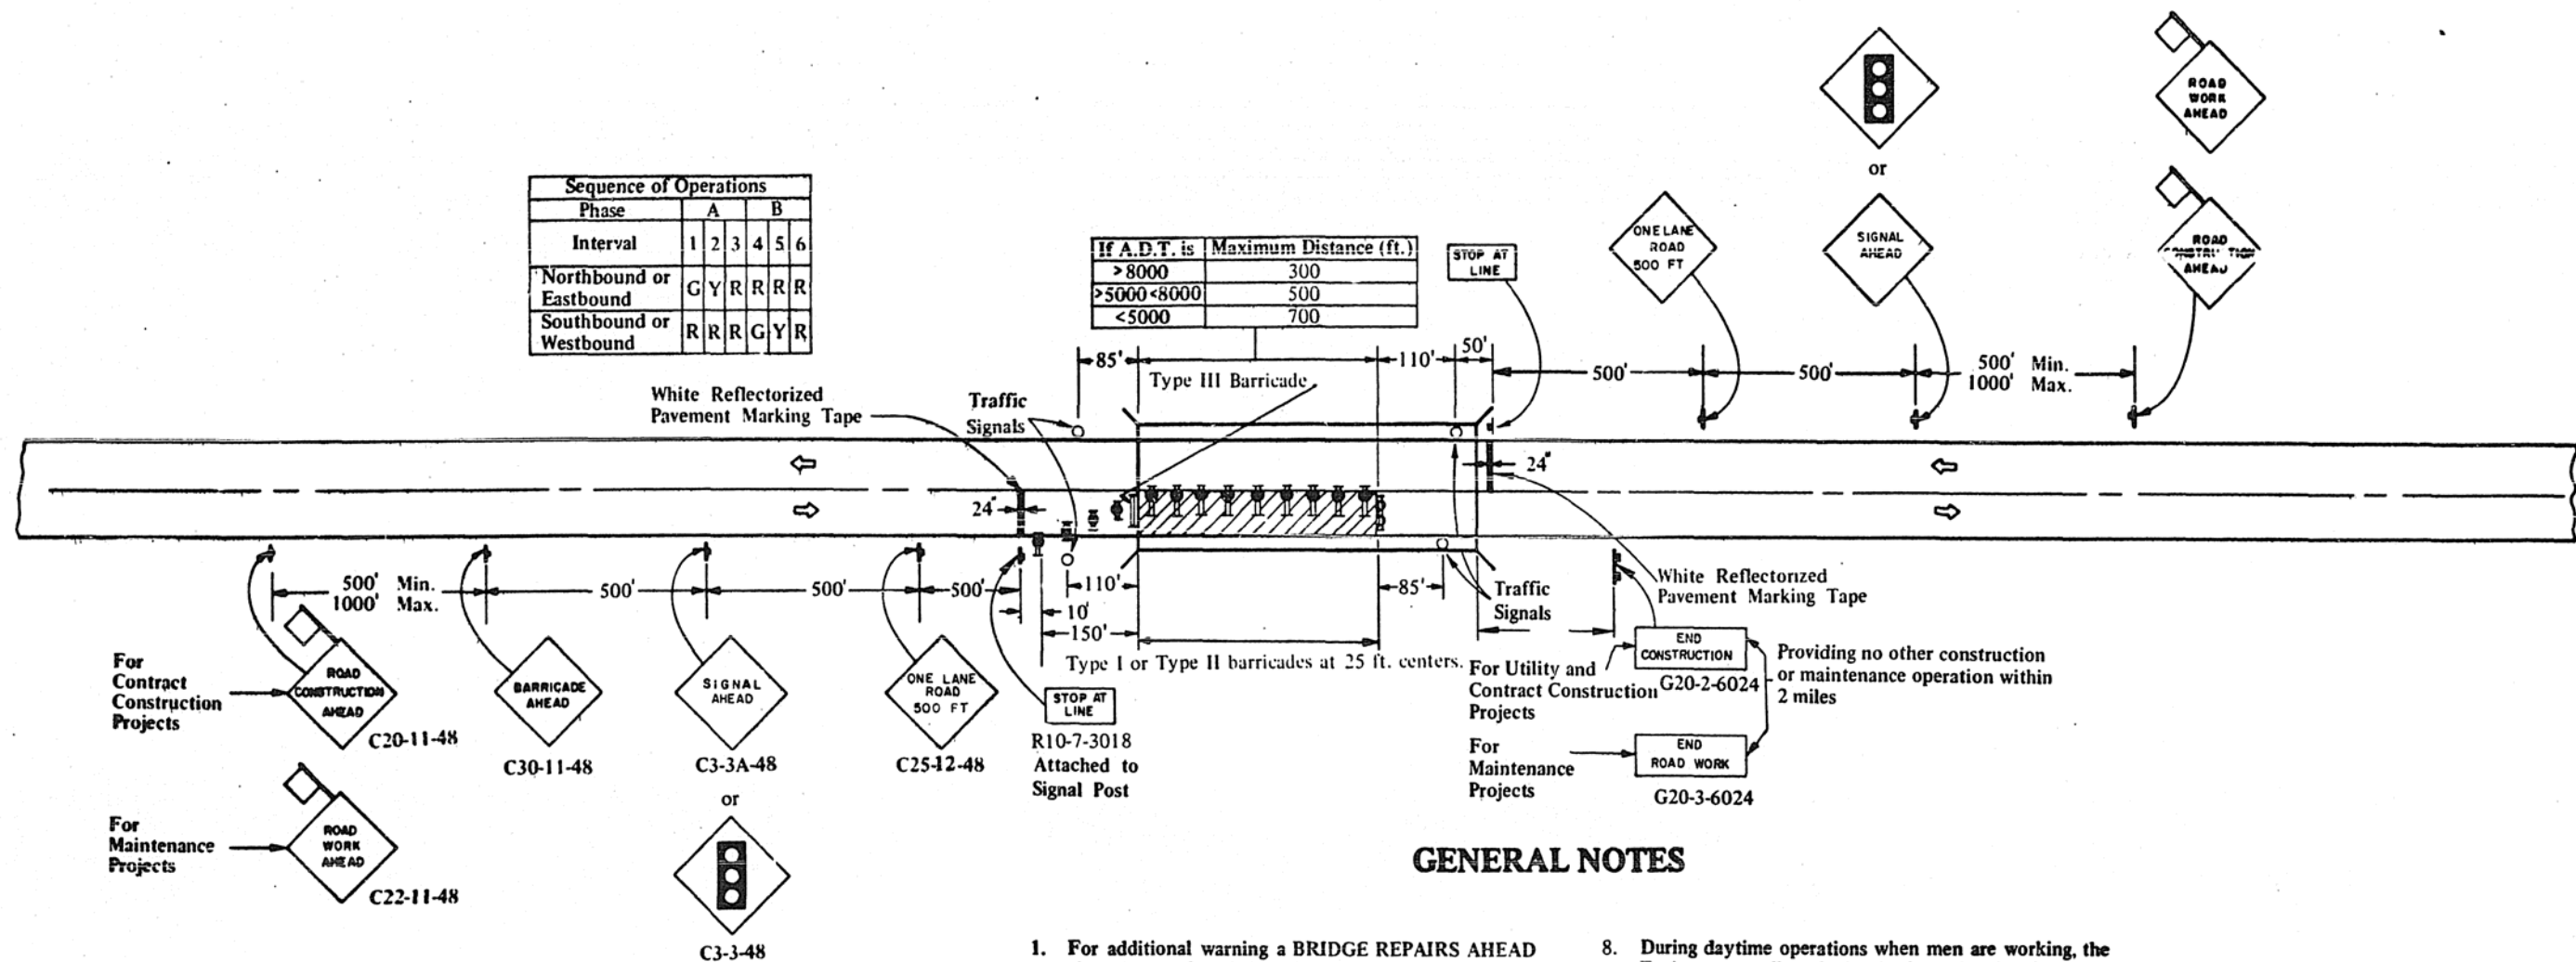 ROAD
WORK
AHEAD
or
ROAD
AHEAD
SIGNAL
AHEAD
ONE LANE
ROAD
500 FT
STOP AT
LINE
Sequence of Operations
Phase A B
Interval 1 2 3 4 5 6
Northbound or
Eastbound
G Y R R R R
Southbound or
Westbound
R R R G Y R
If A.D.T. is Maximum Distance (ft.)
>8000 300
>5000<8000 500
<5000 700
85' 110' 50'
500' 500' 500' Min.
1000' Max.
Type III Barricade
White Reflectorized
Pavement Marking Tape
Traffic
Signals
24"
24"
500' Min.
1000' Max.
500' 500' 500'
110'
10'
150'
85'
Traffic
Signals
White Reflectorized
Pavement Marking Tape
Type I or Type II barricades at 25 ft. centers.
For
Contract
Construction
Projects
ROAD
CONSTRUCTION
AHEAD
C20-11-48
BARRICADE
AHEAD
C30-11-48
SIGNAL
AHEAD
C3-3A-48
ONE LANE
ROAD
500 FT
C25-12-48
STOP AT
LINE
R10-7-3018
Attached to
Signal Post
For Utility and
Contract Construction
Projects
END
CONSTRUCTION
G20-2-6024
Providing no other construction
or maintenance operation within
2 miles
For
Maintenance
Projects
END
ROAD WORK
G20-3-6024
For
Maintenance
Projects
ROAD
WORK
AHEAD
C22-11-48
or
C3-3-48
GENERAL NOTES
1. For additional warning a BRIDGE REPAIRS AHEAD
8. During daytime operations when men are working, the